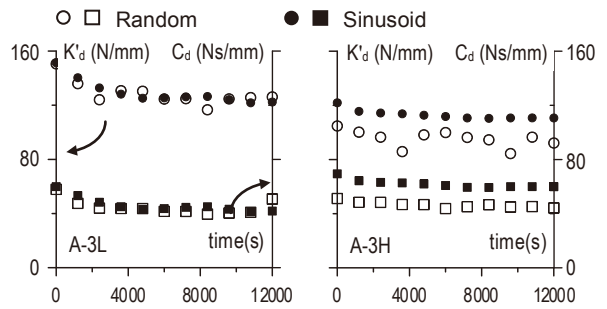 ○ □ Random ● ■ Sinusoid
160 K'd (N/mm) Cd (Ns/mm) K'd (N/mm) Cd (Ns/mm) 160
80 80
A-3L time(s) A-3H time(s)
0 0
0 4000 8000 12000 0 4000 8000 12000